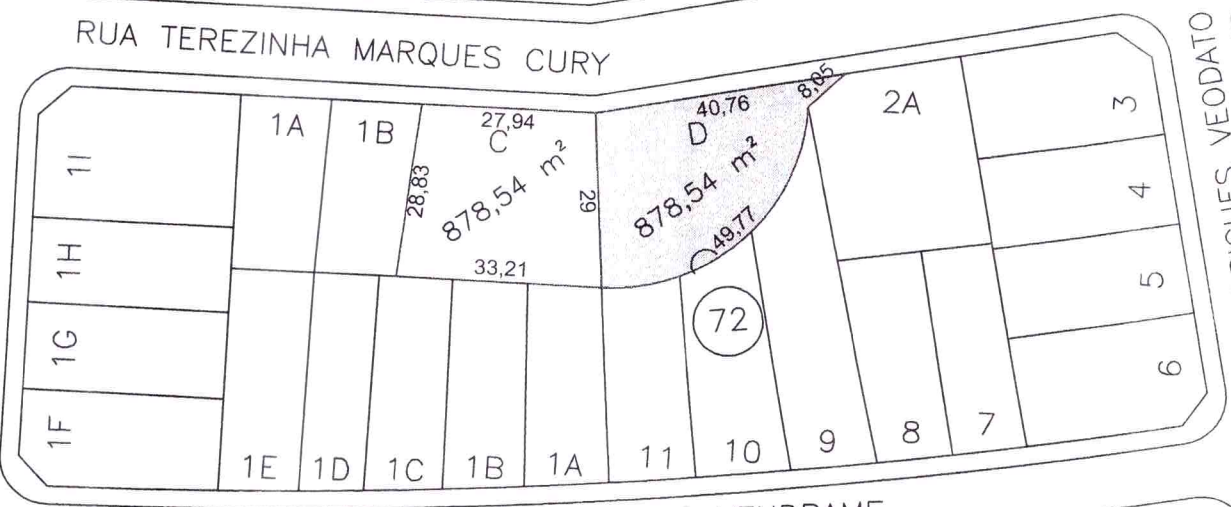 RUA TEREZINHA MARQUES CURY
VEODATO
1I
1A
1B
27,94
C
878,54 m²
28,83
29
33,21
40,76
8,05
D
878,54 m²
49,77
2A
3
4
5
6
1H
1G
1F
72
1E
1D
1C
1B
1A
11
10
9
8
7